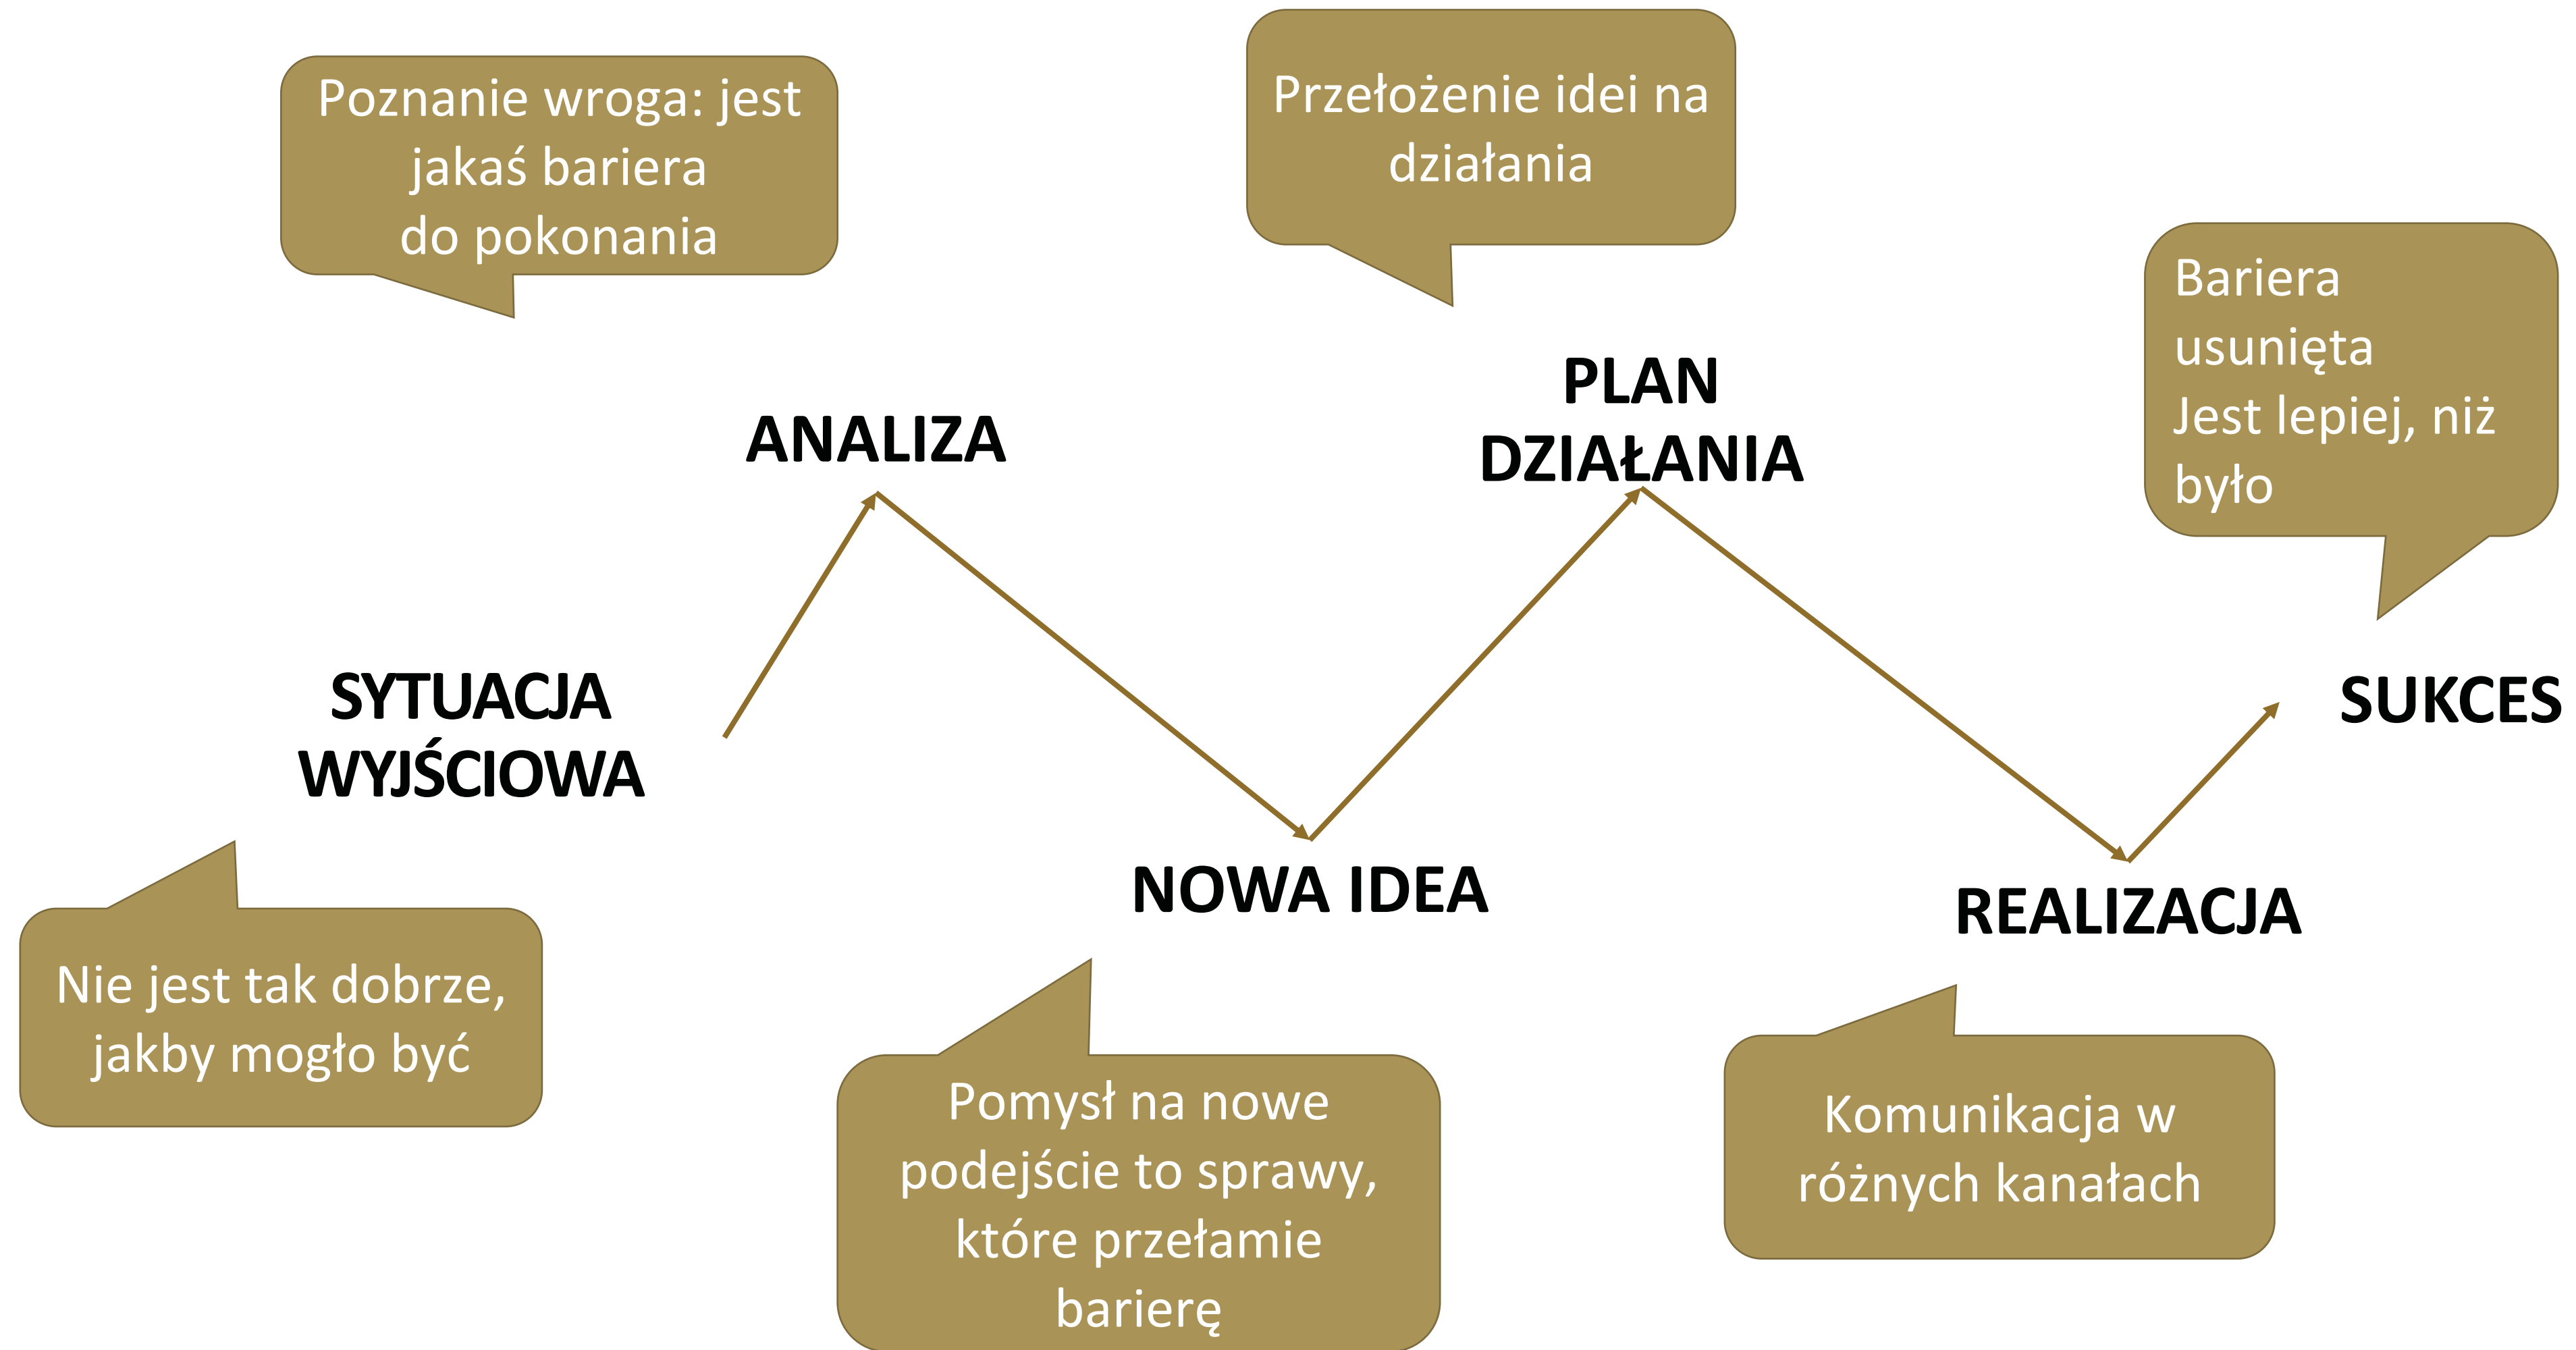 Poznanie wroga: jest
jakaś bariera
do pokonania
Przełożenie idei na
działania
Bariera
usunięta
Jest lepiej, niż
było
ANALIZA
PLAN
DZIAŁANIA
SYTUACJA
WYJŚCIOWA
SUKCES
NOWA IDEA
REALIZACJA
Nie jest tak dobrze,
jakby mogło być
Pomysł na nowe
podejście to sprawy,
które przełamie
barierę
Komunikacja w
różnych kanałach